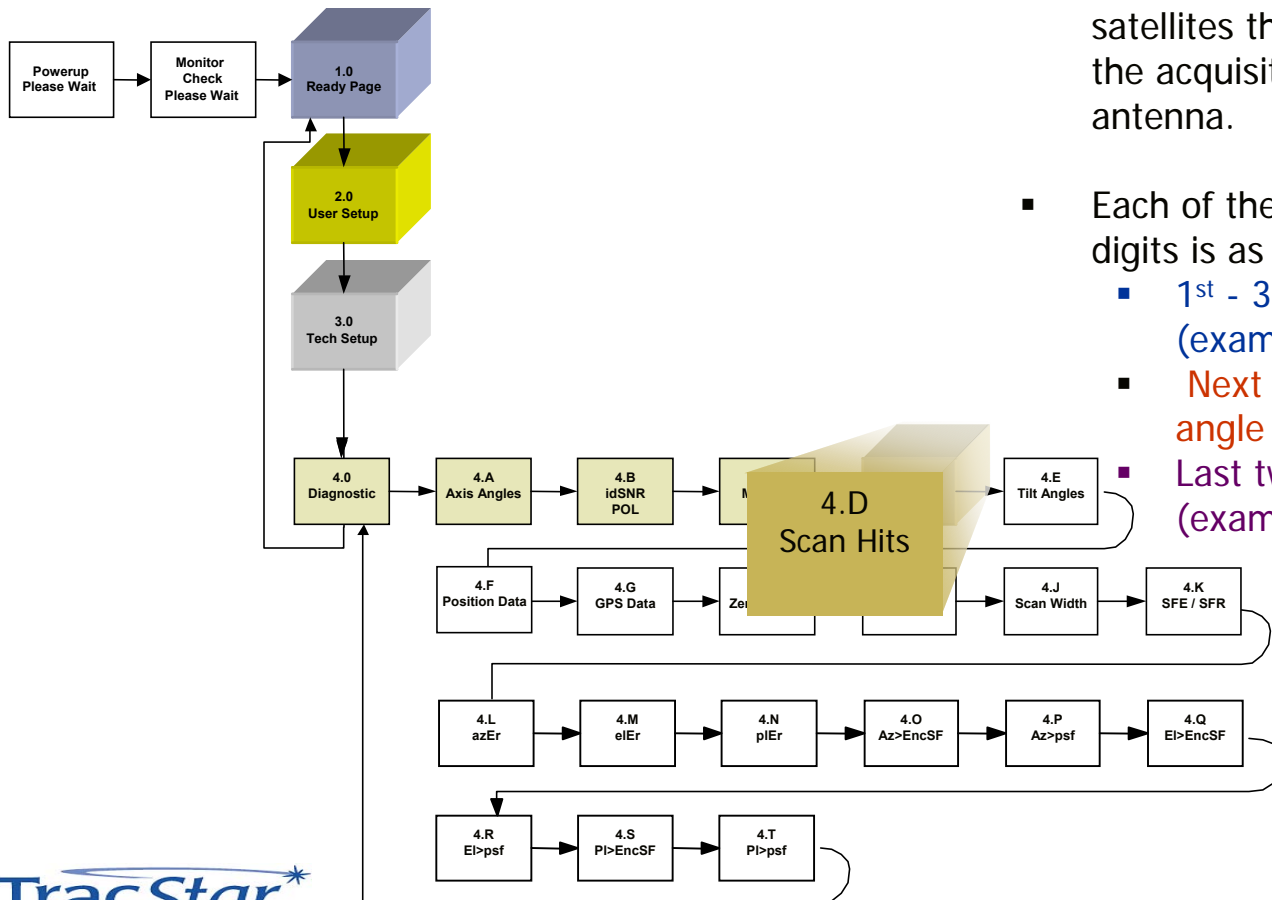 satellites th
the acquisit
antenna.
Each of the
digits is as
1st - 3
(exam
Next
angle
Last tw
(exam
Powerup
Please Wait
Monitor
Check
Please Wait
1.0
Ready Page
2.0
User Setup
3.0
Tech Setup
4.0
Diagnostic
4.A
Axis Angles
4.B
idSNR
POL
M
4.D
Scan Hits
4.E
Tilt Angles
4.F
Position Data
4.G
GPS Data
Zer
4.J
Scan Width
4.K
SFE / SFR
4.L
azEr
4.M
elEr
4.N
plEr
4.O
Az>EncSF
4.P
Az>psf
4.Q
El>EncSF
4.R
El>psf
4.S
Pl>EncSF
4.T
Pl>psf
TracStar